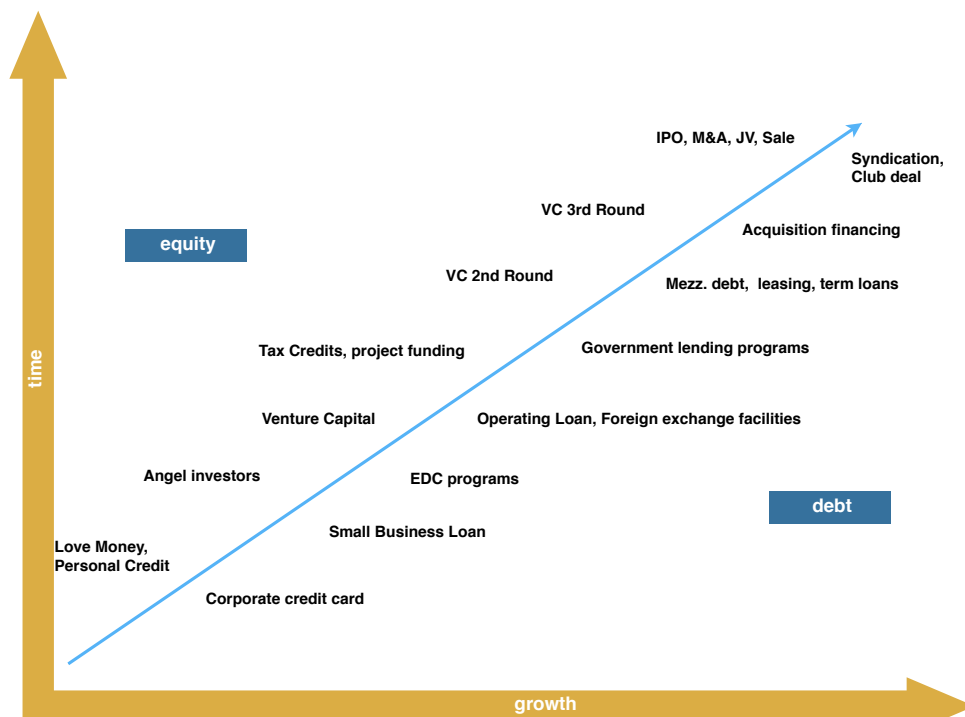 IPO, M&A, JV, Sale
Syndication,
Club deal
VC 3rd Round
Acquisition financing
equity
VC 2nd Round
Mezz. debt,  leasing, term loans
Tax Credits, project funding
Government lending programs
time
Venture Capital
Operating Loan, Foreign exchange facilities
Angel investors
EDC programs
debt
Small Business Loan
Love Money,
Personal Credit
Corporate credit card
growth